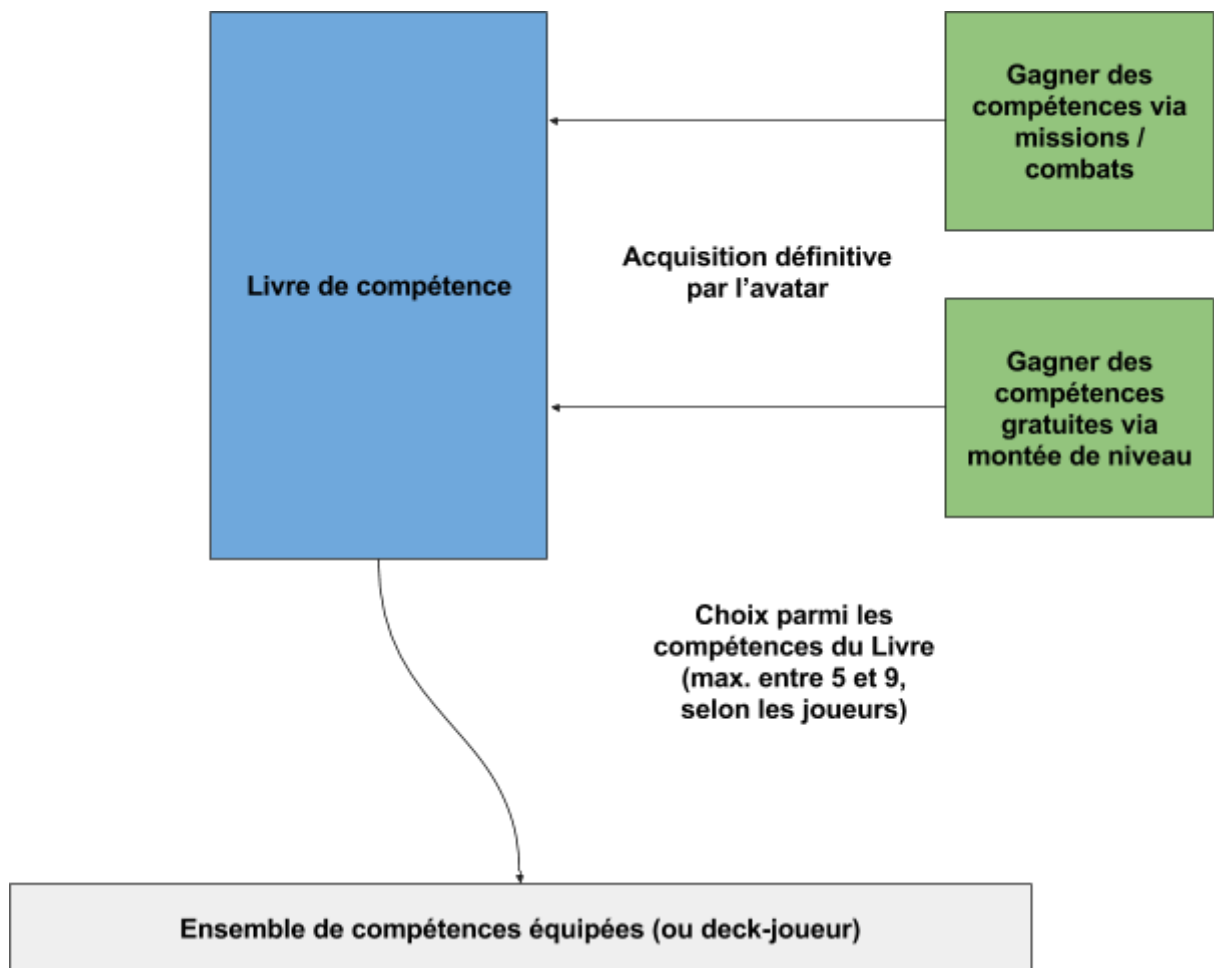 Gagner des
compétences via
missions /
combats
Livre de compétence
Acquisition définitive
par l’avatar
Gagner des
compétences
gratuites via
montée de niveau
Choix parmi les
compétences du Livre
(max. entre 5 et 9,
selon les joueurs)
Ensemble de compétences équipées (ou deck-joueur)